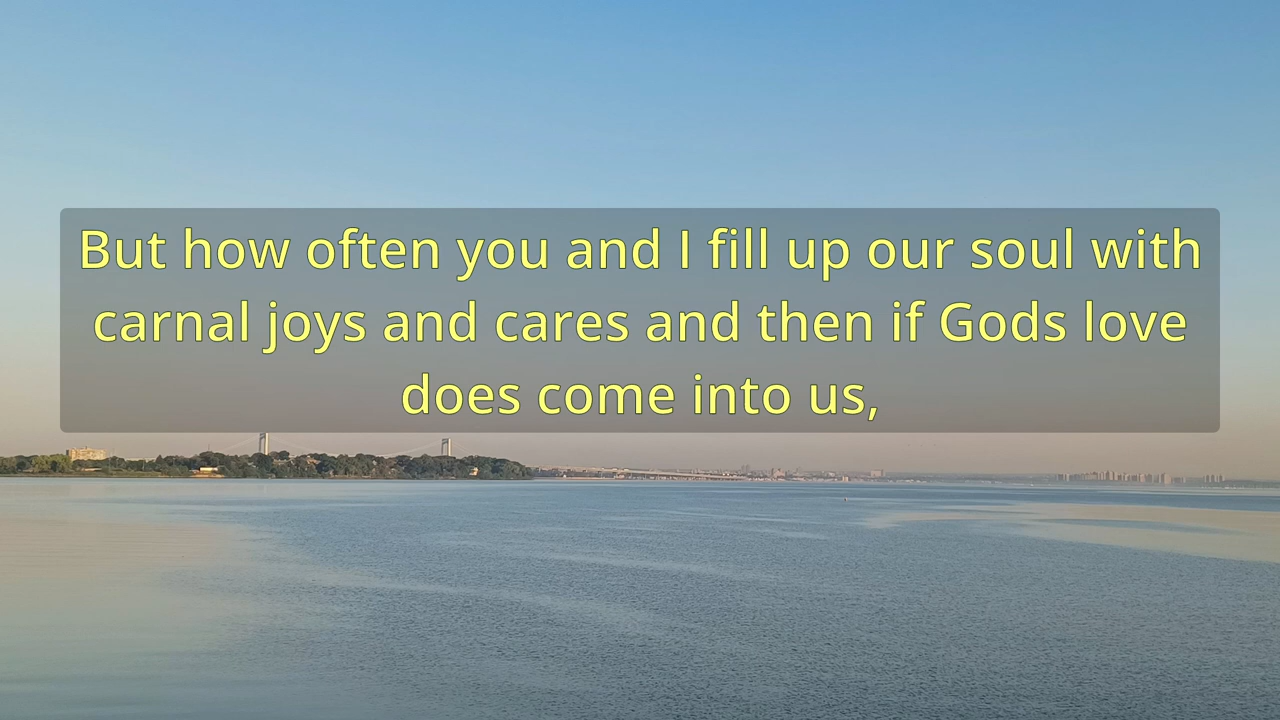 But how often you and I fill up our soul with
carnal joys and cares and then if Gods love
does come into us,